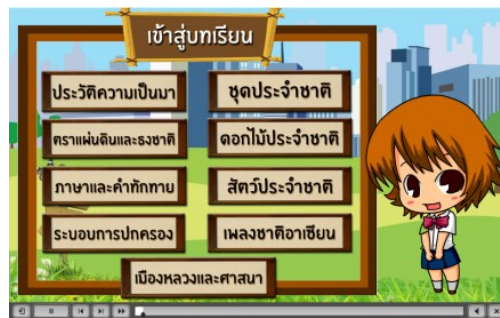 เข้าสู่บทเรียน
ประวัติความเป็นมา
ชุดประจำชาติ
ตราแผ่นดินและธงชาติ
ดอกไม้ประจำชาติ
ภาษาและคำทักทาย
สัตว์ประจำชาติ
ระบอบการปกครอง
เพลงชาติอาเซียน
เมืองหลวงและศาสนา